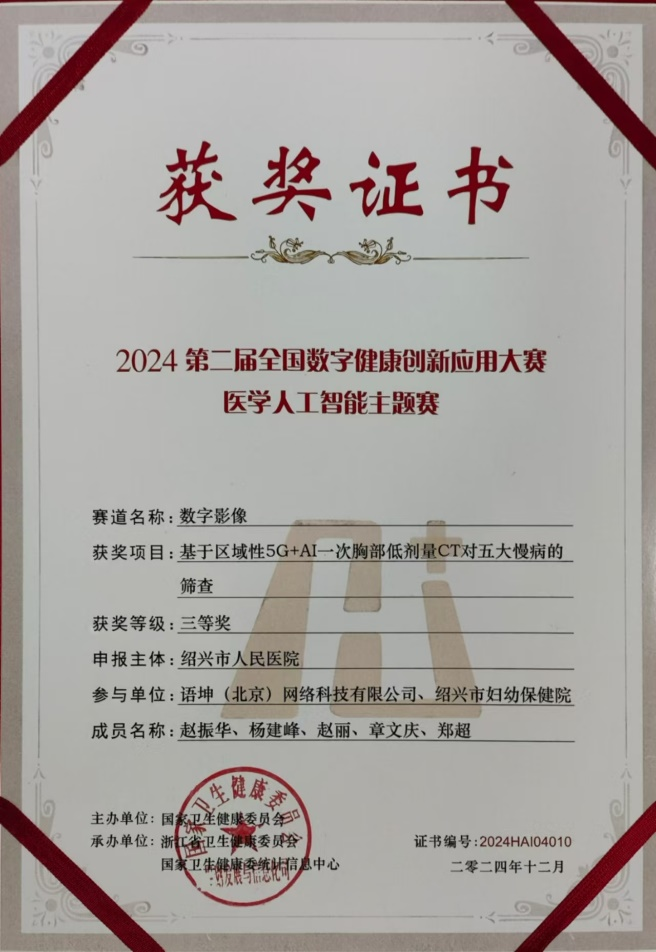 获奖证书
2024 第二届全国数字健康创新应用大赛
医学人工智能主题赛
赛道名称:数字影像
获奖项目:基于区域性5G+AI一次胸部低剂量CT对五大慢病的
筛查
获奖等级:三等奖
申报主体:绍兴市人民医院
参与单位:语坤（北京）网络科技有限公司、绍兴市妇幼保健院
成员名称:赵振华、杨建峰、赵丽、章文庆、郑超
主办单位:国家卫生健康委员会
承办单位:浙江省卫生健康委员会
国家卫生健康委统计信息中心
国家卫生健康委员会
证书编号:2024HAI04010
二零二四年十二月